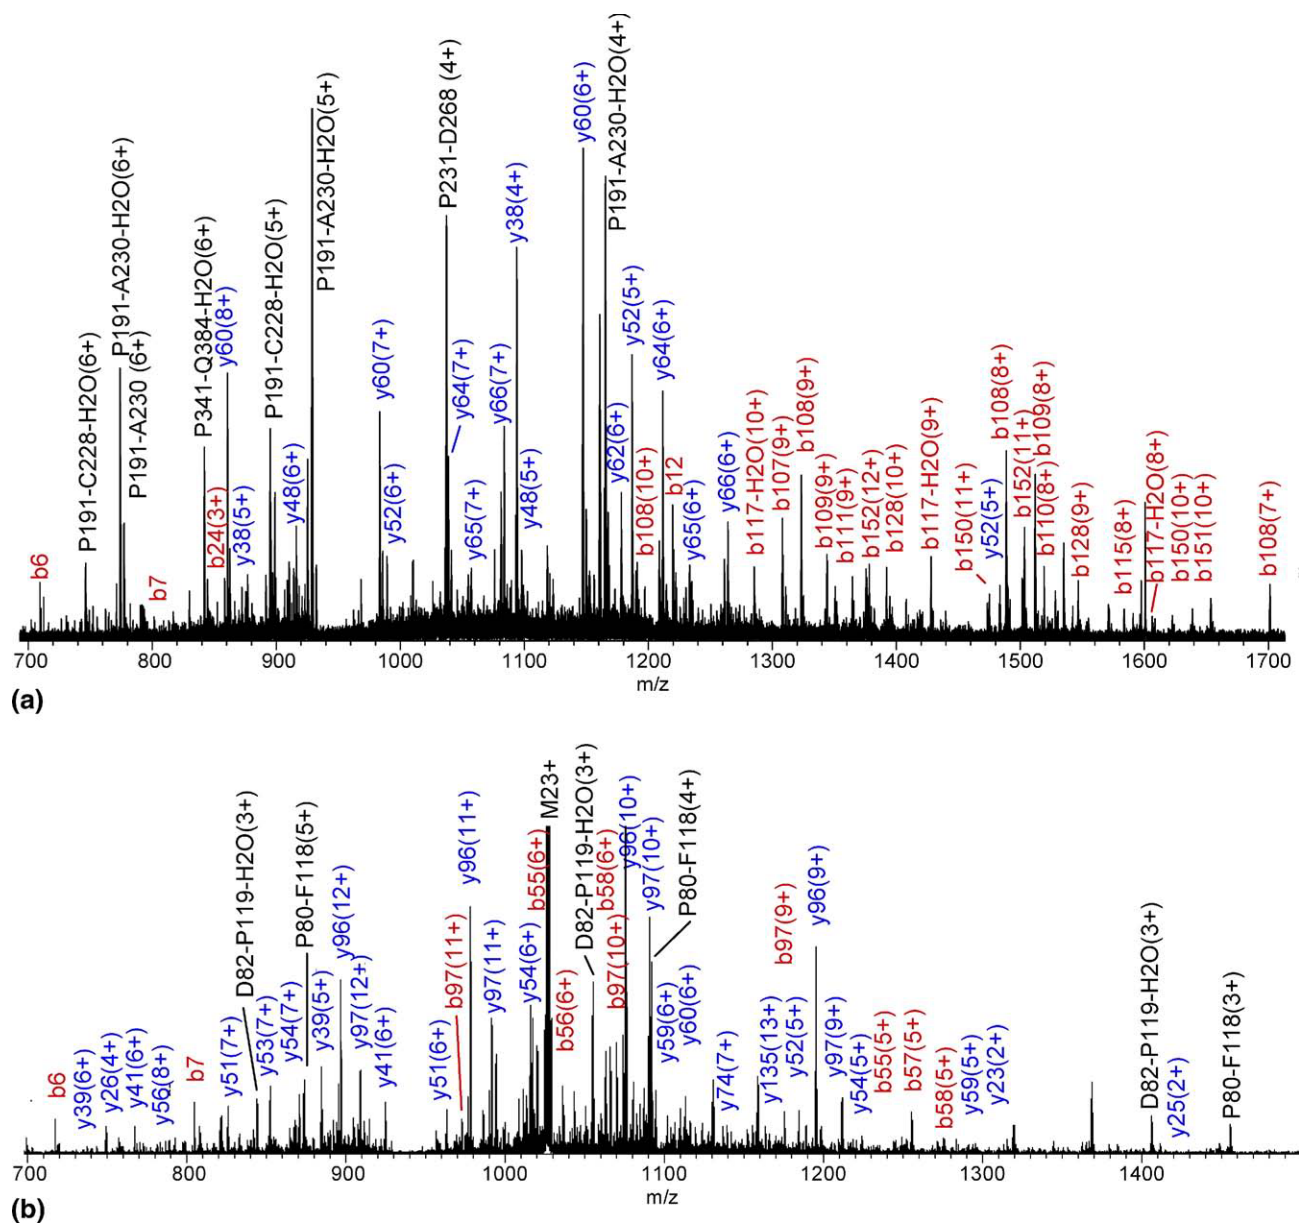 b6
P191-C228-H2O(6+)
P191-A230-H2O(6+)
P191-A230 (6+)
b7
P341-Q384-H2O(6+)
b24(3+)
y60(8+)
y38(5+)
P191-C228-H2O(5+)
y48(6+)
P191-A230-H2O(5+)
y60(7+)
y52(6+)
P231-D268 (4+)
y64(7+)
y65(7+)
y66(7+)
y38(4+)
y48(5+)
y60(6+)
P191-A230-H2O(4+)
y62(6+)
y52(5+)
b108(10+)
y64(6+)
b12
y65(6+)
y66(6+)
b117-H2O(10+)
b107(9+)
b108(9+)
b109(9+)
b111(9+)
b152(12+)
b128(10+)
b117-H2O(9+)
b150(11+)
y52(5+)
b108(8+)
b152(11+)
b109(8+)
b110(8+)
b128(9+)
b115(8+)
b117-H2O(8+)
b150(10+)
b151(10+)
b108(7+)
700 800 900 1000 1100 1200 1300 1400 1500 1600 1700
m/z
(a)
b6
y39(6+)
y26(4+)
y41(6+)
y56(8+)
b7
y51(7+)
D82-P119-H2O(3+)
y53(7+)
y54(7+)
P80-F118(5+)
y39(5+)
y96(12+)
y97(12+)
y41(6+)
y51(6+)
b97(11+)
y96(11+)
y97(11+)
y54(6+)
b55(6+)
M23+
b56(6+)
D82-P119-H2O(3+)
b58(6+)
b97(10+)
y96(10+)
y97(10+)
P80-F118(4+)
y59(6+)
y60(6+)
y74(7+)
y135(13+)
b97(9+)
y52(5+)
y96(9+)
y97(9+)
y54(5+)
b55(5+)
b57(5+)
b58(5+)
y59(5+)
y23(2+)
D82-P119-H2O(3+)
y25(2+)
P80-F118(3+)
700 800 900 1000 1100 1200 1300 1400
m/z
(b)